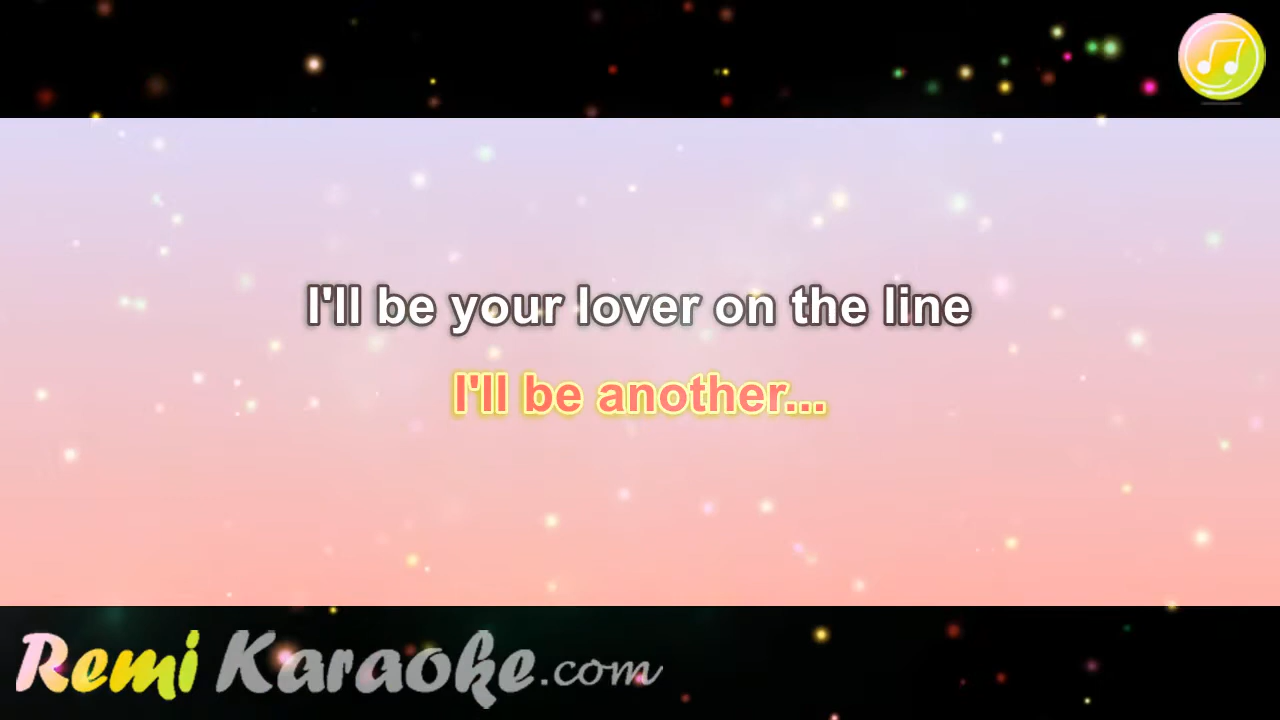 I'll be your lover on the line
I'll be another...
Remi Karaoke.com